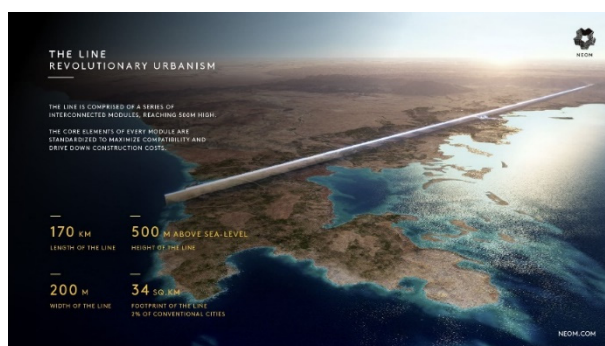 THE LINE
REVOLUTIONARY URBANISM
NEOM
THE LINE IS COMPRISED OF A SERIES OF
INTERCONNECTED MODULES, REACHING 500M HIGH.
THE CORE ELEMENTS OF EVERY MODULE ARE
STANDARDIZED TO MAXIMIZE COMPATIBILITY AND
DRIVE DOWN CONSTRUCTION COSTS.
170 KM
LENGTH OF THE LINE
500 M ABOVE SEA-LEVEL
HEIGHT OF THE LINE
200 M
WIDTH OF THE LINE
34 SQ.KM
FOOTPRINT OF THE LINE
2% OF CONVENTIONAL CITIES
NEOM.COM